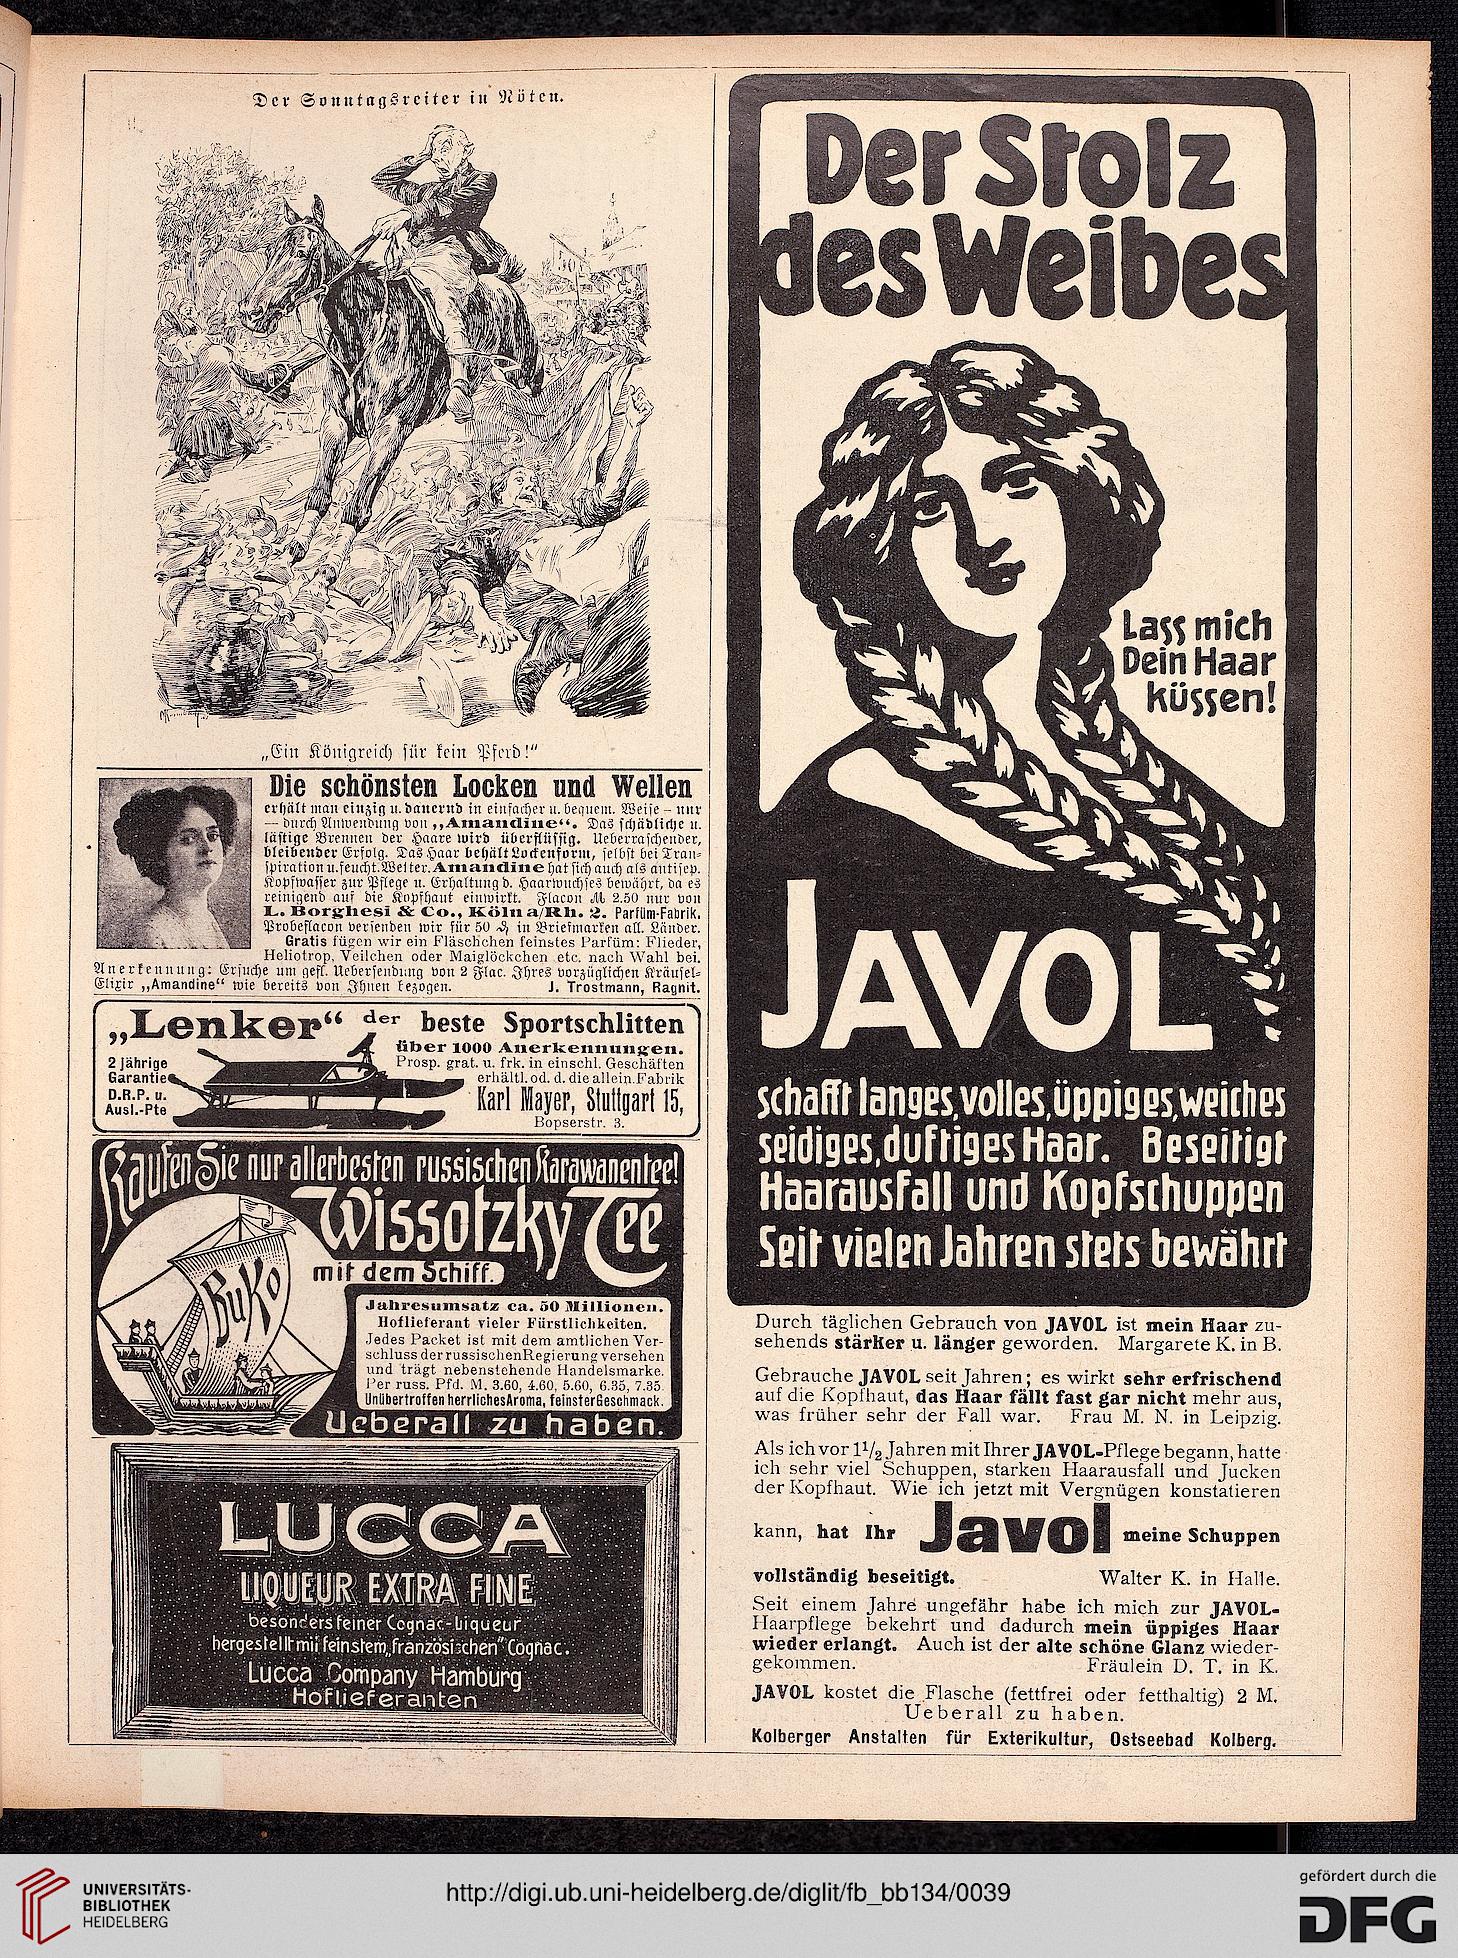 Der Sonntagsreiter in Nöten.
„Ein Königreich für kein Pferd!“
Die schönsten Locken und Wellen
erhält man einzig u. dauernd in einfacher u. bequem. Weise – nur
— durch Anwendung von „Amandine“. Das schädliche u.
lästige Brennen der Haare wird überflüssig. Ueberraschender,
bleibender Erfolg. Das Haar behält Lockenform, selbst bei Tran-
spiration u. feucht. Wetter. Amandine hat sich auch als antisep.
Kopfwasser zur Pflege u. Erhaltung d. Haarwuchses bewährt, da es
reinigend auf die Kopfhaut einwirkt. Flacon M 2.50 nur von
L. Borghesi & Co., Köln a/Rh. 2. Parfüm-Fabrik.
Probeflacon versenden wir für 50 ₰ in Briefmarken all. Länder.
Gratis fügen wir ein Fläschchen feinstes Parfüm: Flieder,
Heliotrop, Veilchen oder Maiglöckchen etc. nach Wahl bei.
Anerkennung: Ersuche um gefl. Uebersendung von 2 Flac. Ihres vorzüglichen Kräusel-
Elixir „Amandine“ wie bereits von Ihnen bezogen. J. Trostmann, Ragnit.
„Lenker“ der beste Sportschlitten
über 1000 Anerkennungen.
2 jährige
Garantie
D.R.P. u.
Ausl.-Pte
Prosp. grat. u. frk. in einschl. Geschäften
erhältl. od. d. die allein. Fabrik
Karl Mayer, Stuttgart 15,
Bopserstr. 3.
Kaufen Sie nur allerbesten russischen Karawanentee!
Wissotzky Tee
mit dem Schiff.
BuKo
Jahresumsatz ca. 50 Millionen.
Hoflieferant vieler Fürstlichkeiten.
Jedes Packet ist mit dem amtlichen Ver-
schluss der russischen Regierung versehen
und trägt nebenstehende Handelsmarke.
Per russ. Pfd. M. 3.60, 4.60, 5.60, 6.35, 7.35
Unübertroffen herrliches Aroma, feinster Geschmack.
Ueberall zu haben.
LUCCA
LIQUEUR EXTRA FINE
besonders feiner Cognac-Liqueur
hergestellt mit feinstem „französischen“ Cognac.
Lucca Company Hamburg
Hoflieferanten
Der Stolz
des Weibes
Lass mich
Dein Haar
küssen!
JAVOL
schafft langes, volles, üppiges, weiches
seidiges, duftiges Haar. Beseitigt
Haarausfall und Kopfschuppen
Seit vielen Jahren stets bewährt
Durch täglichen Gebrauch von JAVOL ist mein Haar zu-
sehends stärker u. länger geworden. Margarete K. in B.
Gebrauche JAVOL seit Jahren; es wirkt sehr erfrischend
auf die Kopfhaut, das Haar fällt fast gar nicht mehr aus,
was früher sehr der Fall war. Frau M. N. in Leipzig.
Als ich vor 1½ Jahren mit Ihrer JAVOL-Pflege begann, hatte
ich sehr viel Schuppen, starken Haarausfall und Jucken
der Kopfhaut. Wie ich jetzt mit Vergnügen konstatieren
kann, hat Ihr Javol meine Schuppen
vollständig beseitigt. Walter K. in Halle.
Seit einem Jahre ungefähr habe ich mich zur JAVOL-
Haarpflege bekehrt und dadurch mein üppiges Haar
wieder erlangt. Auch ist der alte schöne Glanz wieder-
gekommen. Fräulein D. T. in K.
JAVOL kostet die Flasche (fettfrei oder fetthaltig) 2 M.
Ueberall zu haben.
Kolberger Anstalten für Exterikultur, Ostseebad Kolberg.
UNIVERSITÄTS-
BIBLIOTHEK
HEIDELBERG
http://digi.ub.uni-heidelberg.de/diglit/fb_bb134/0039
gefördert durch die
DFG